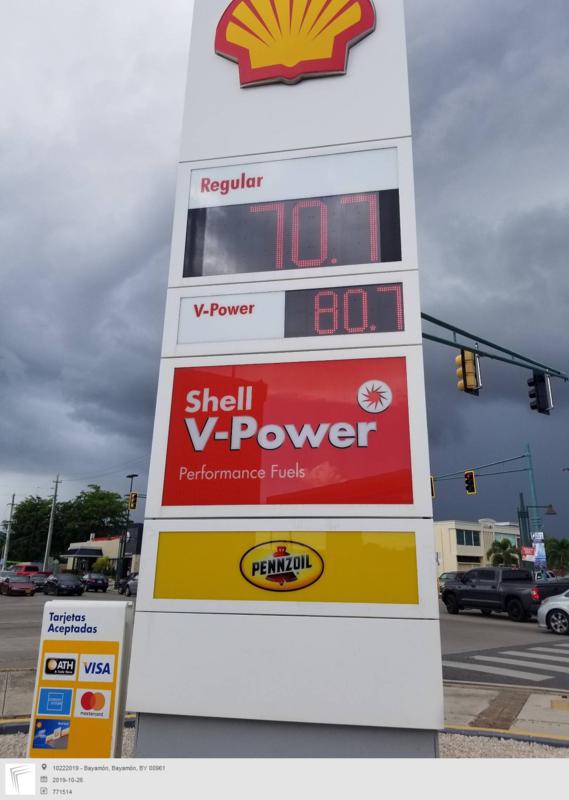 Regular
70.7
V-Power
80.7
Shell
V-Power
Performance Fuels
PENNZOIL
Tarjetas
Aceptadas
ATH
VISA
mastercard
10222019 - Bayamón, Bayamón, BY 00961
2019-10-26
771514